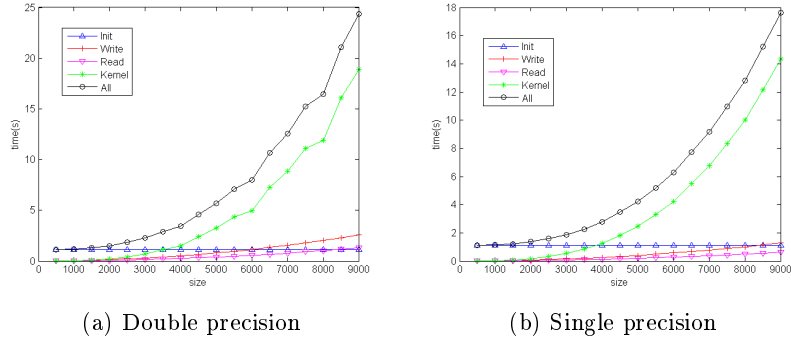 25
20
15
10
5
0
time(s)
Init
Write
Read
Kernel
All
0 1000 2000 3000 4000 5000 6000 7000 8000 9000
size
(a) Double precision
18
16
14
12
10
8
6
4
2
0
time(s)
Init
Write
Read
Kernel
All
0 1000 2000 3000 4000 5000 6000 7000 8000 9000
size
(b) Single precision